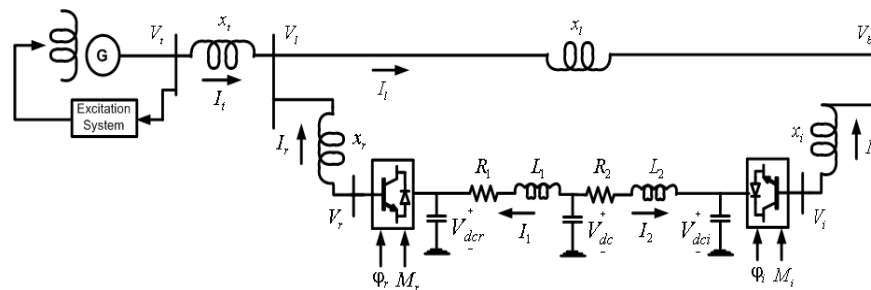 V_t x_t V_l x_l V_b
G
Excitation System
I_t I_l
I_r x_r x_i
R_1 L_1 R_2 L_2
V_r V_dcr + - I_1 V_dc + - I_2 V_dci + - V_i
φ_r M_r φ_i M_i